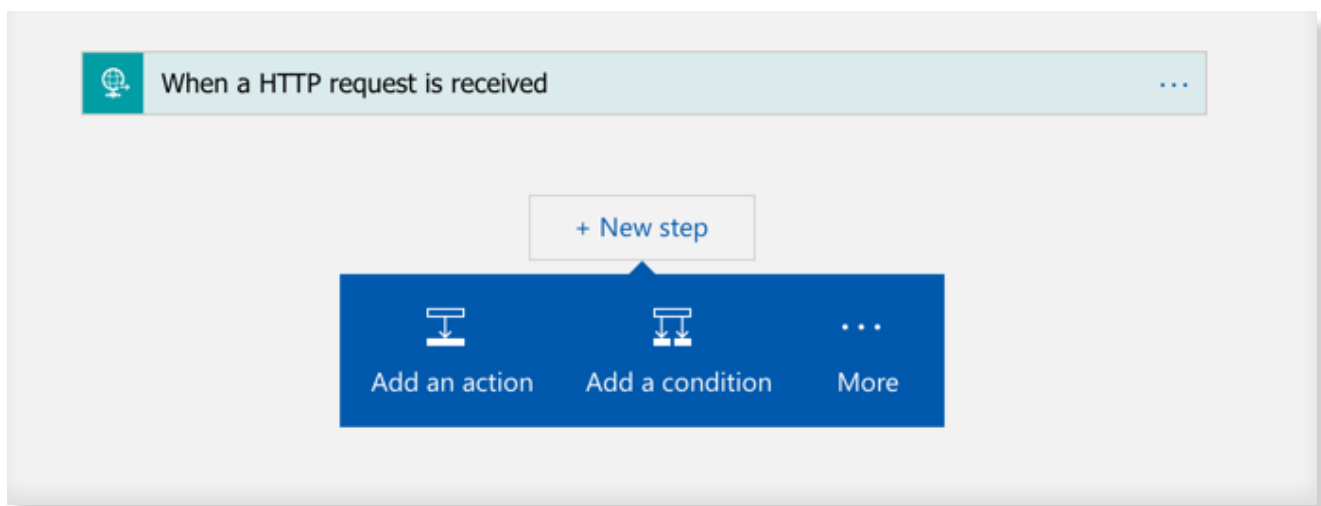 When a HTTP request is received
...
+ New step
...
Add an action Add a condition More